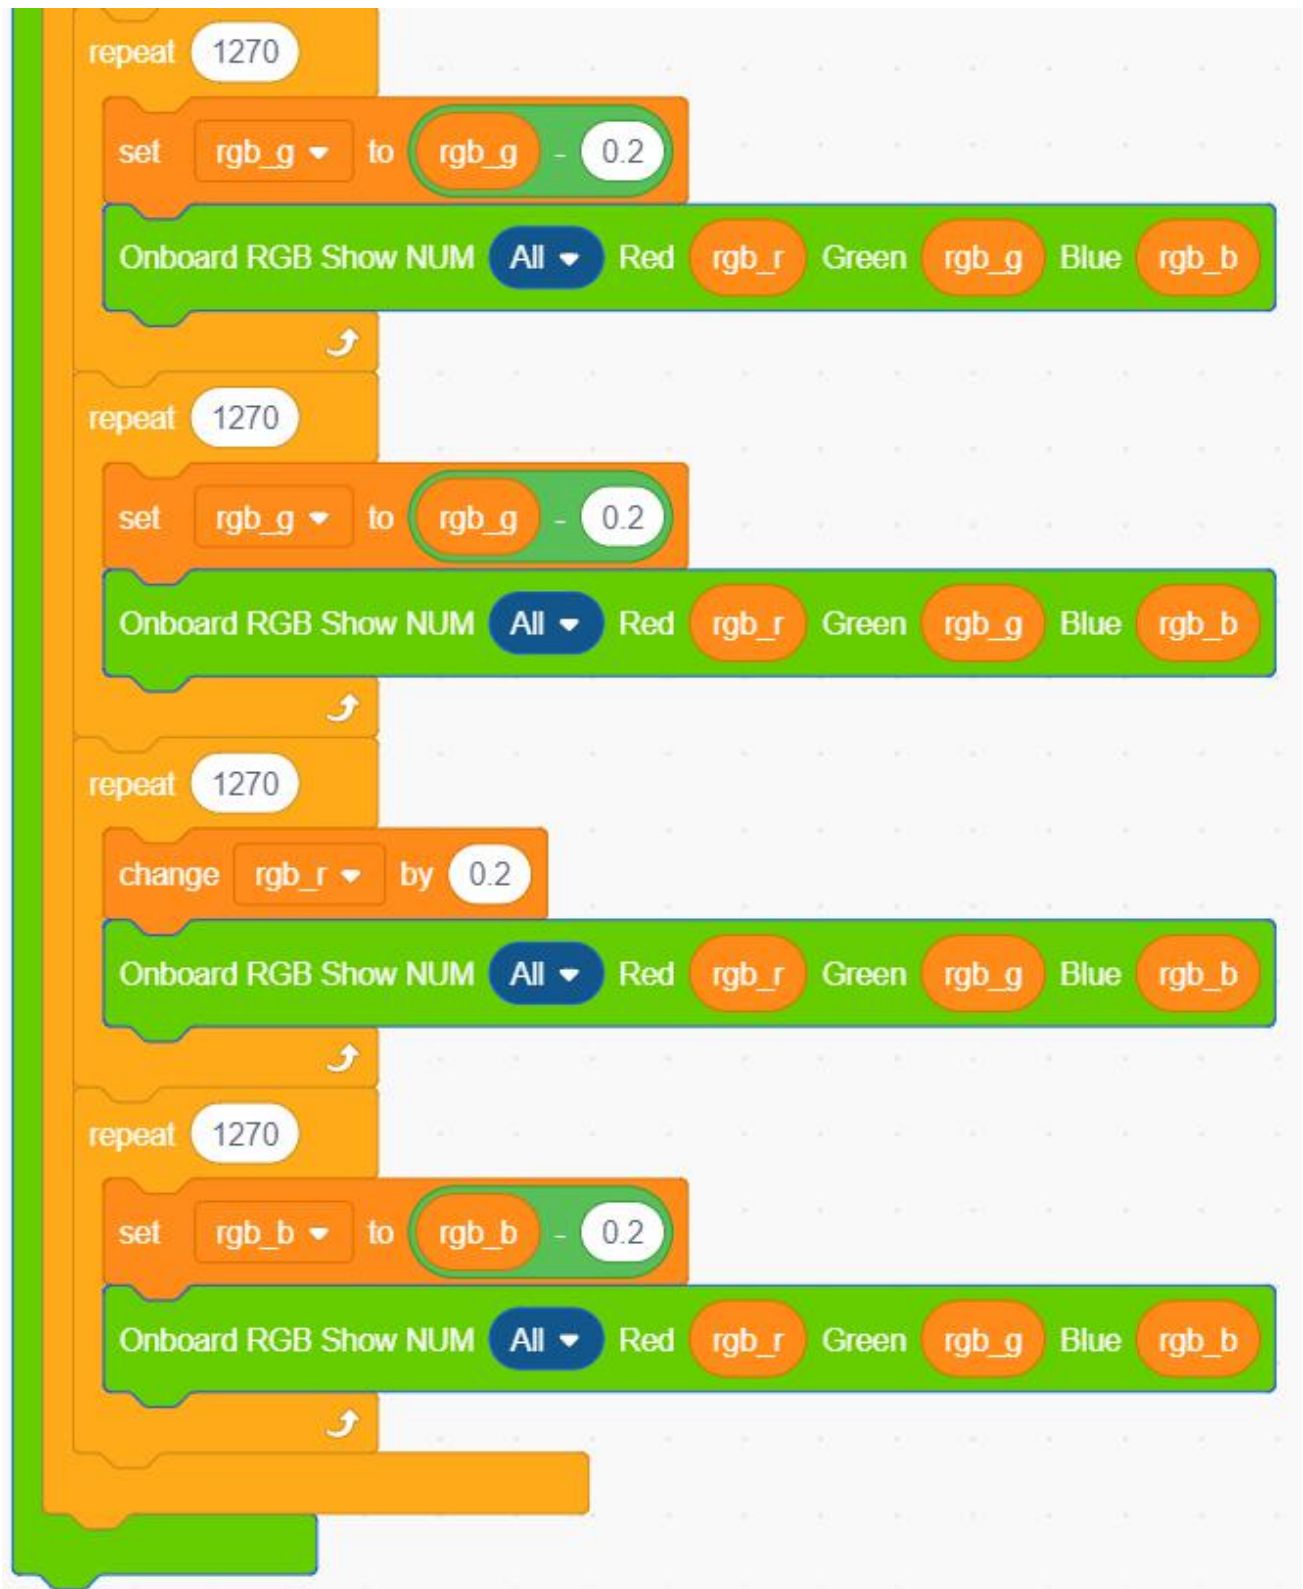 repeat 1270
set rgb_g to rgb_g - 0.2
Onboard RGB Show NUM All Red rgb_r Green rgb_g Blue rgb_b
repeat 1270
set rgb_g to rgb_g - 0.2
Onboard RGB Show NUM All Red rgb_r Green rgb_g Blue rgb_b
repeat 1270
change rgb_r by 0.2
Onboard RGB Show NUM All Red rgb_r Green rgb_g Blue rgb_b
repeat 1270
set rgb_b to rgb_b - 0.2
Onboard RGB Show NUM All Red rgb_r Green rgb_g Blue rgb_b